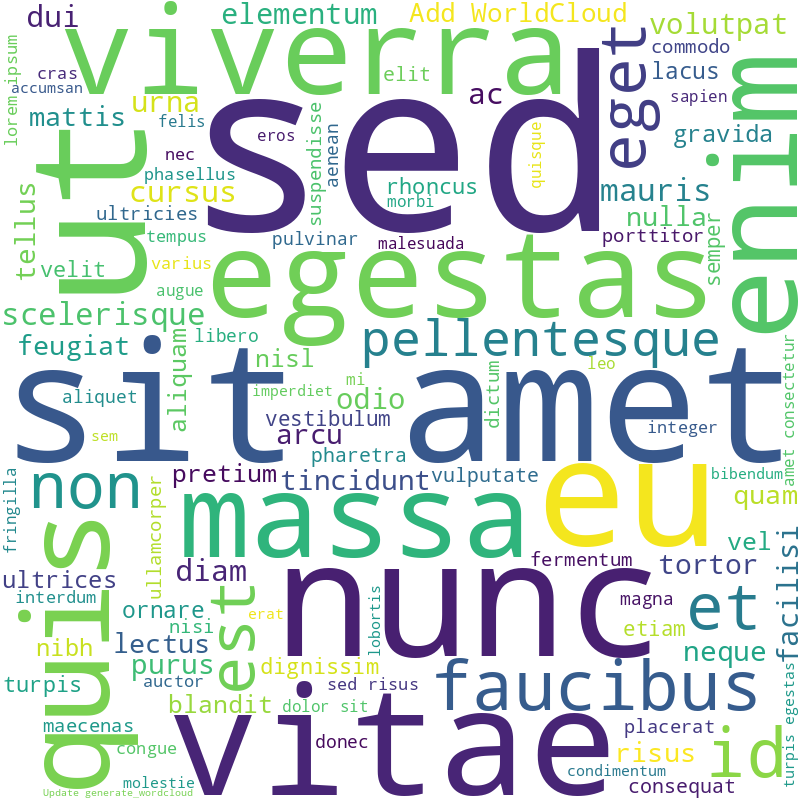 dui
elementum
Add WorldCloud
volutpat
viverra
commodo
lorem ipsum
cras
accumsan
elit
sed
eget
lacus
sapien
urna
ac
mattis
felis
ut
suspendisse
aenean
eros
quisque
gravida
enim
nec
phasellus
cursus
rhoncus
morbi
mauris
ultricies
nulla
tellus
tempus
pulvinar
malesuada
porttitor
semper
velit
varius
egestas
augue
scelerisque
libero
pellentesque
feugiat
aliquam
nisl
mi
leo
sit amet
aliquet
imperdiet
odio
dictum
amet consectetur
vestibulum
integer
sem
arcu
pharetra
non
pretium
tincidunt
vulputate
eu
bibendum
fringilla
ullamcorper
massa
quam
quis
vel
facilisi
diam
nunc
fermentum
tortor
ultrices
interdum
est
lobortis
magna
et
ornare
erat
nisi
etiam
nibh
lectus
purus
dignissim
neque
turpis
auctor
sed risus
faucibus
turpis egestas
blandit
dolor sit
vitae
maecenas
congue
donec
placerat
risus
id
molestie
condimentum
consequat
Update generate_wordcloud